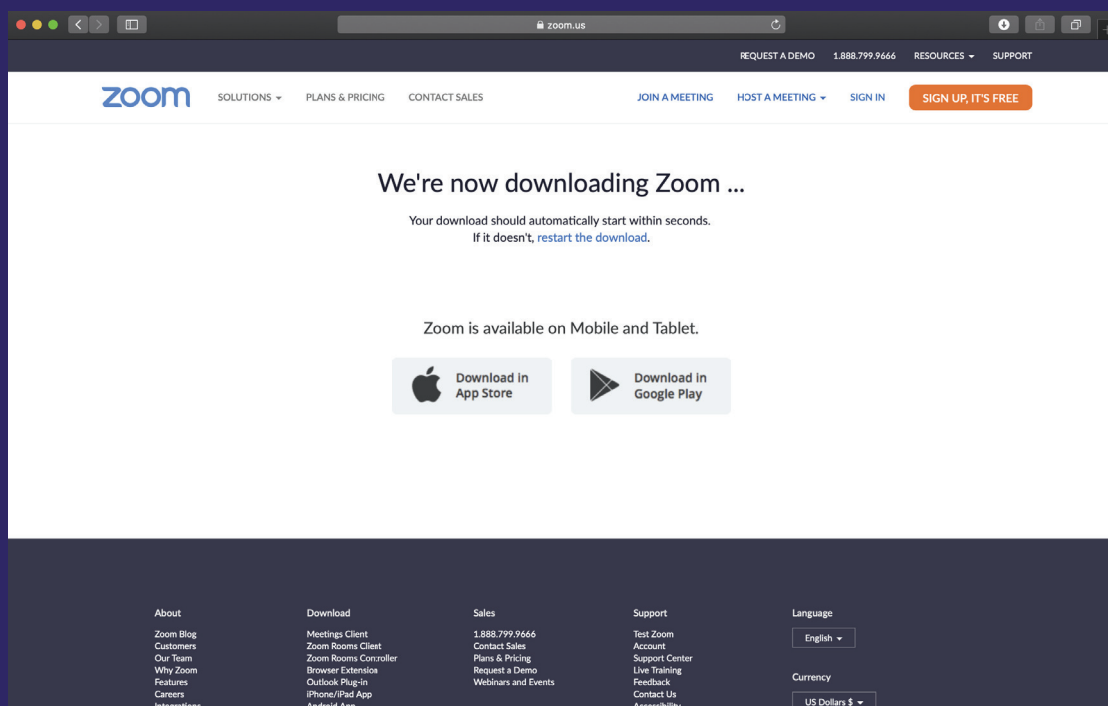 zoom.us
REQUEST A DEMO 1.888.799.9666 RESOURCES SUPPORT
zoom SOLUTIONS PLANS & PRICING CONTACT SALES JOIN A MEETING HOST A MEETING SIGN IN SIGN UP, IT'S FREE
We're now downloading Zoom ...
Your download should automatically start within seconds.
If it doesn't, restart the download.
Zoom is available on Mobile and Tablet.
Download in
App Store
Download in
Google Play
About
Zoom Blog
Customers
Our Team
Why Zoom
Features
Careers
Integrations
Download
Meetings Client
Zoom Rooms Client
Zoom Rooms Controller
Browser Extension
Outlook Plug-in
iPhone/iPad App
Android App
Sales
1.888.799.9666
Contact Sales
Plans & Pricing
Request a Demo
Webinars and Events
Support
Test Zoom
Account
Support Center
Live Training
Feedback
Contact Us
Accessibility
Language
English
Currency
US Dollars $